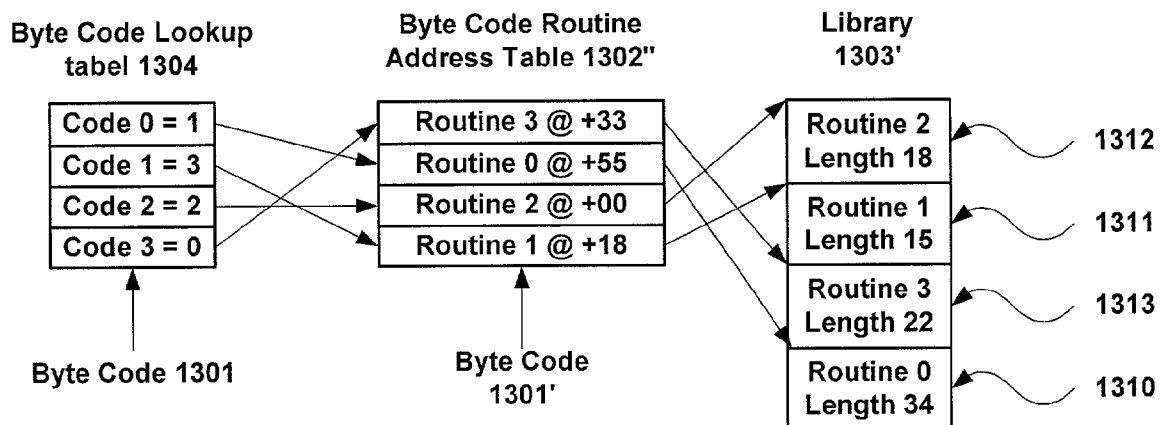 Byte Code Lookup
tabel 1304
Code 0 = 1
Code 1 = 3
Code 2 = 2
Code 3 = 0
Byte Code 1301
Byte Code Routine
Address Table 1302"
Routine 3 @ +33
Routine 0 @ +55
Routine 2 @ +00
Routine 1 @ +18
Byte Code
1301'
Library
1303'
Routine 2
Length 18
Routine 1
Length 15
Routine 3
Length 22
Routine 0
Length 34
1312
1311
1313
1310